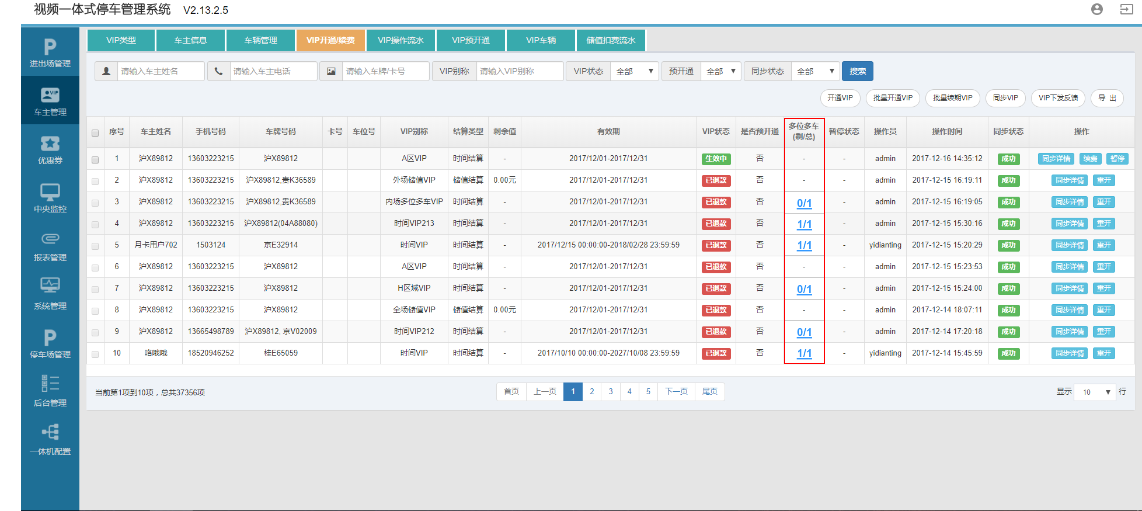 视频一体式停车管理系统 V2.13.2.5
P
进出场管理
车主管理
优惠券
中央监控
报表管理
系统管理
P
停车场管理
后台管理
一体机配置
VIP类型 车主信息 车辆管理 VIP开通/续费 VIP操作流水 VIP预开通 VIP车辆 储值扣费流水
请输入车主姓名 请输入车主电话 请输入车牌/卡号 VIP别称 请输入VIP别称 VIP状态 全部 预开通 全部 同步状态 全部 搜索
开通VIP 批量开通VIP 批量续期VIP 同步VIP VIP下发反馈 导 出
序号 车主姓名 手机号码 车牌号码 卡号 车位号 VIP别称 结算类型 剩余值 有效期 VIP状态 是否预开通 多位多车(剩/总) 暂停状态 操作员 操作时间 同步状态 操作
1 沪X89812 13603223215 沪X89812 A区VIP 时间结算 - 2017/12/01-2017/12/31 生效中 否 - - admin 2017-12-16 14:35:12 成功 同步详情 续费 暂停
2 沪X89812 13603223215 沪X89812,贵K36589 外场储值VIP 储值结算 0.00元 2017/12/01-2017/12/31 已退款 否 - - admin 2017-12-15 16:19:11 成功 同步详情 重开
3 沪X89812 13603223215 沪X89812,贵K36589 内场多位多车VIP 时间结算 - 2017/12/01-2017/12/31 已退款 否 0/1 - admin 2017-12-15 16:19:05 成功 同步详情 重开
4 沪X89812 13603223215 沪X89812(04A88080) 时间VIP213 时间结算 - 2017/12/01-2017/12/31 已退款 否 1/1 - admin 2017-12-15 15:30:16 成功 同步详情 重开
5 月卡用户702 1503124 京E32914 时间VIP 时间结算 - 2017/12/15 00:00:00-2018/02/28 23:59:59 已退款 否 1/1 - yidianting 2017-12-15 15:20:29 成功 同步详情 重开
6 沪X89812 13603223215 沪X89812 A区VIP 时间结算 - 2017/12/01-2017/12/31 已退款 否 - - admin 2017-12-15 15:23:53 成功 同步详情 重开
7 沪X89812 13603223215 沪X89812 H区域VIP 时间结算 - 2017/12/01-2017/12/31 已退款 否 0/1 - admin 2017-12-15 15:24:00 成功 同步详情 重开
8 沪X89812 13603223215 沪X89812 全场储值VIP 储值结算 0.00元 2017/12/01-2017/12/31 已退款 否 - - admin 2017-12-14 18:07:11 成功 同步详情 重开
9 沪X89812 13665498789 沪X89812,京V02009 时间VIP212 时间结算 - 2017/12/01-2017/12/31 已退款 否 0/1 - admin 2017-12-14 17:20:18 成功 同步详情 重开
10 18520946252 桂E65059 时间VIP 时间结算 - 2017/10/10 00:00:00-2027/10/08 23:59:59 已退款 否 1/1 - yidianting 2017-12-14 15:45:59 成功 同步详情 重开
当前第1项到10项，总共37356项 首页 上一页 1 2 3 4 5 下一页 尾页 显示 10 行